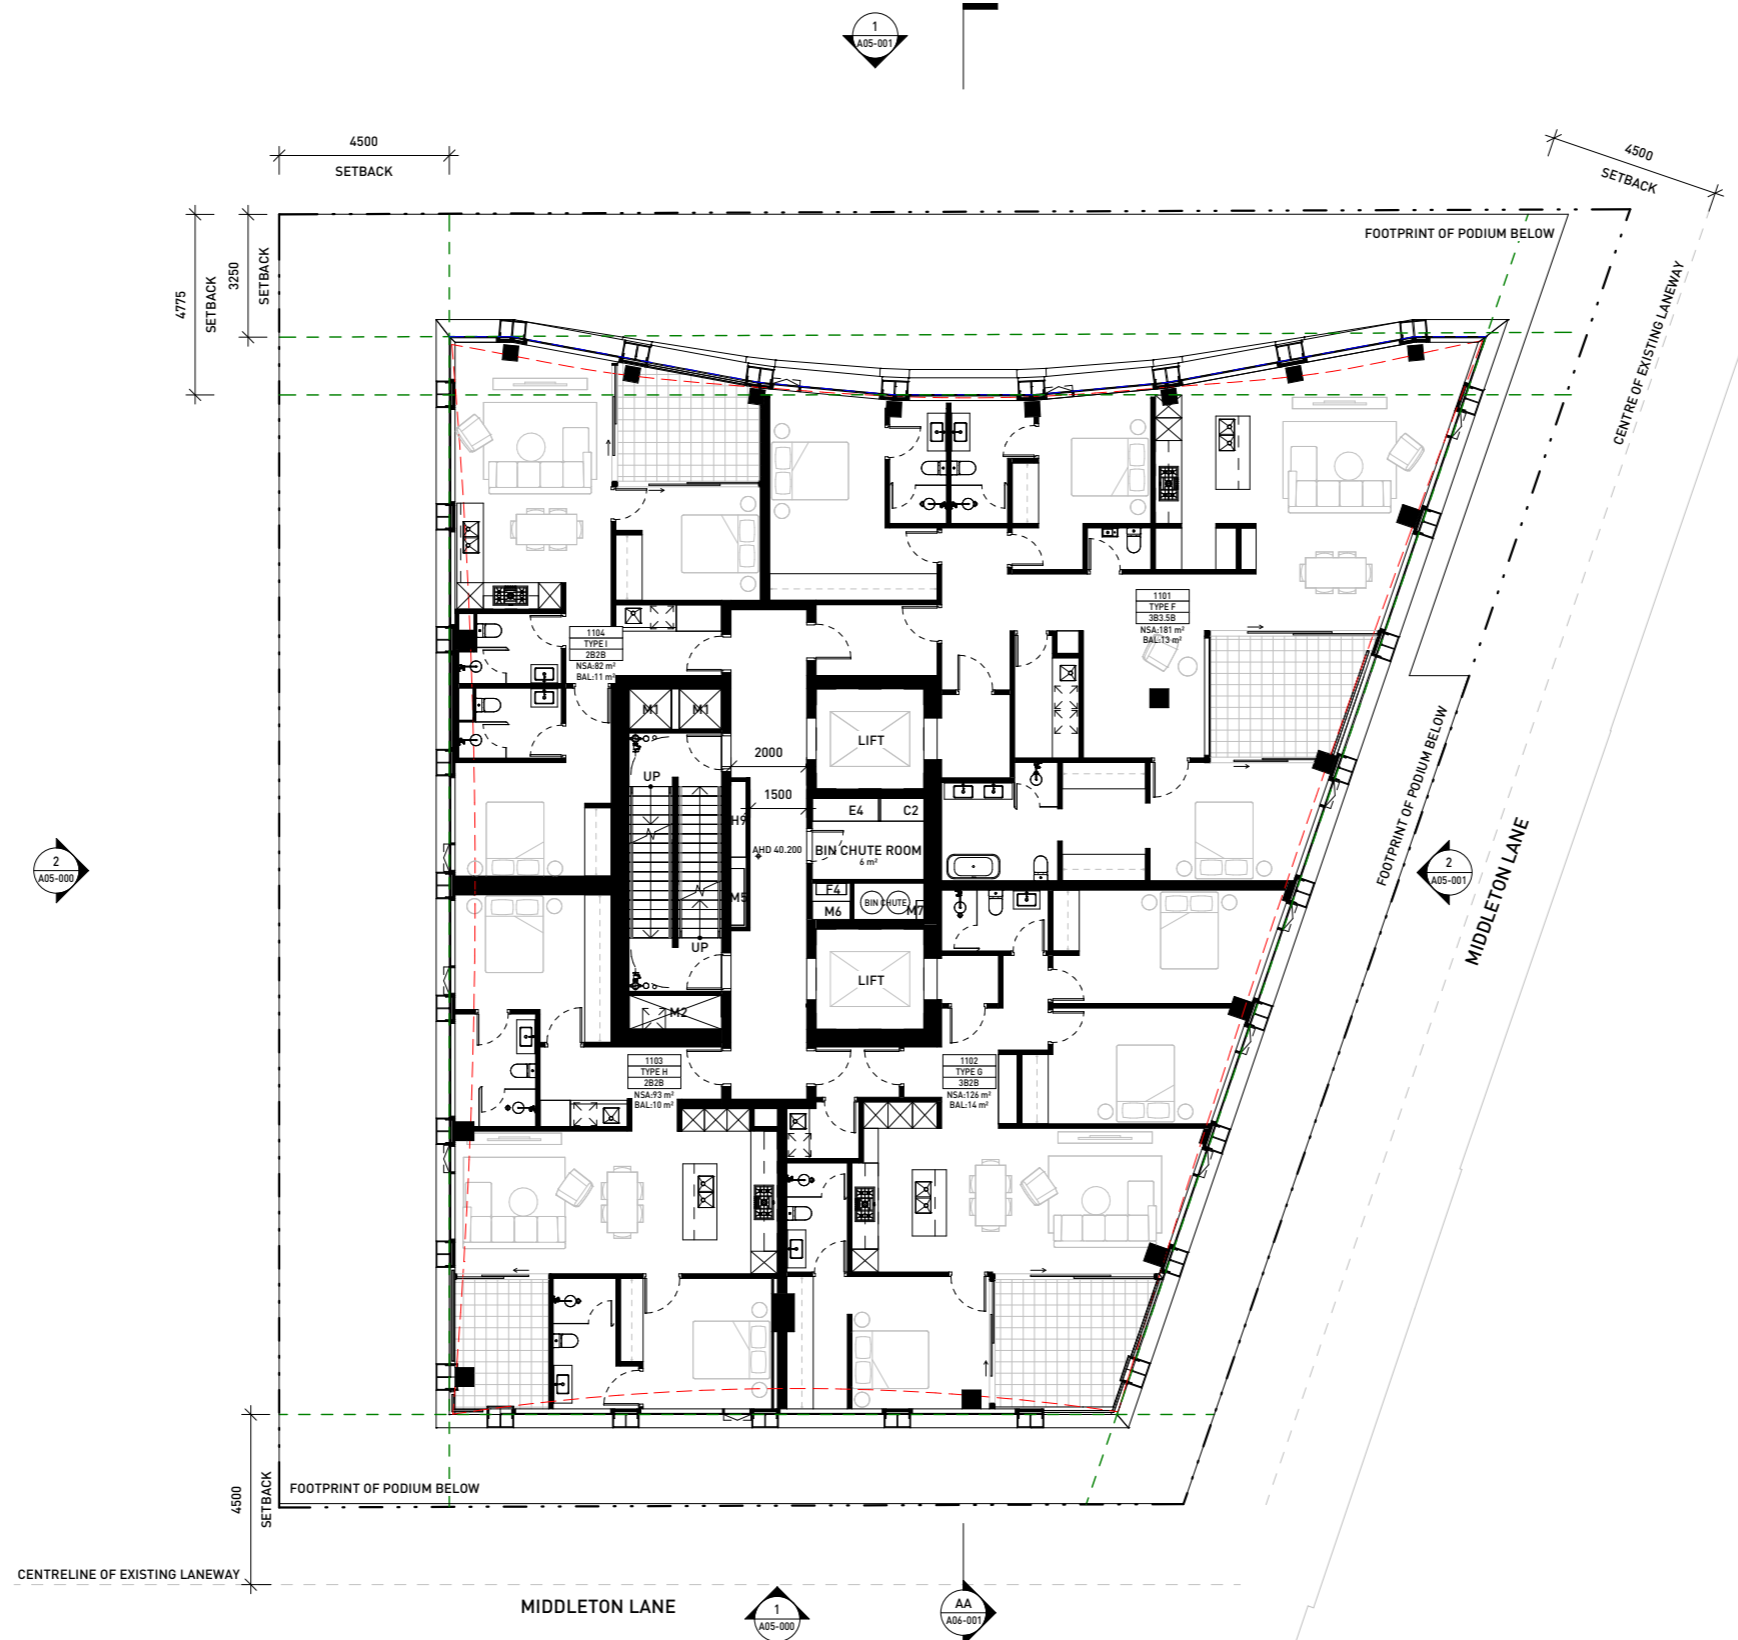 1
A05-001
4500
SETBACK
4500
SETBACK
FOOTPRINT OF PODIUM BELOW
3250
SETBACK
4775
SETBACK
CENTRE OF EXISTING LANEWAY
1101
TYPE F
3B3.5B
NSA:181 m²
BAL:13 m²
1104
TYPE I
2B2B
NSA:82 m²
BAL:11 m²
M1
M1
LIFT
2000
UP
1500
E4
C2
H9
AHD 40.200
BIN CHUTE ROOM
6 m²
F4
M5
M6
BIN CHUTE
M7
UP
LIFT
M2
FOOTPRINT OF PODIUM BELOW
MIDDLETON LANE
2
A05-000
2
A05-001
1103
TYPE H
2B2B
NSA:93 m²
BAL:10 m²
1102
TYPE G
3B2B
NSA:126 m²
BAL:14 m²
FOOTPRINT OF PODIUM BELOW
4500
SETBACK
CENTRELINE OF EXISTING LANEWAY
MIDDLETON LANE
1
A05-000
AA
A06-001